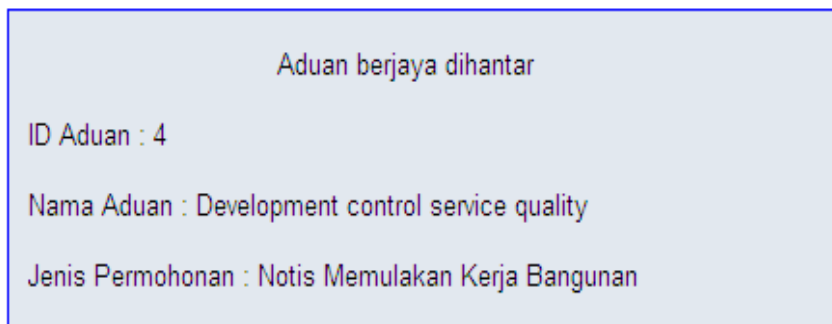 Aduan berjaya dihantar
ID Aduan : 4
Nama Aduan : Development control service quality
Jenis Permohonan : Notis Memulakan Kerja Bangunan